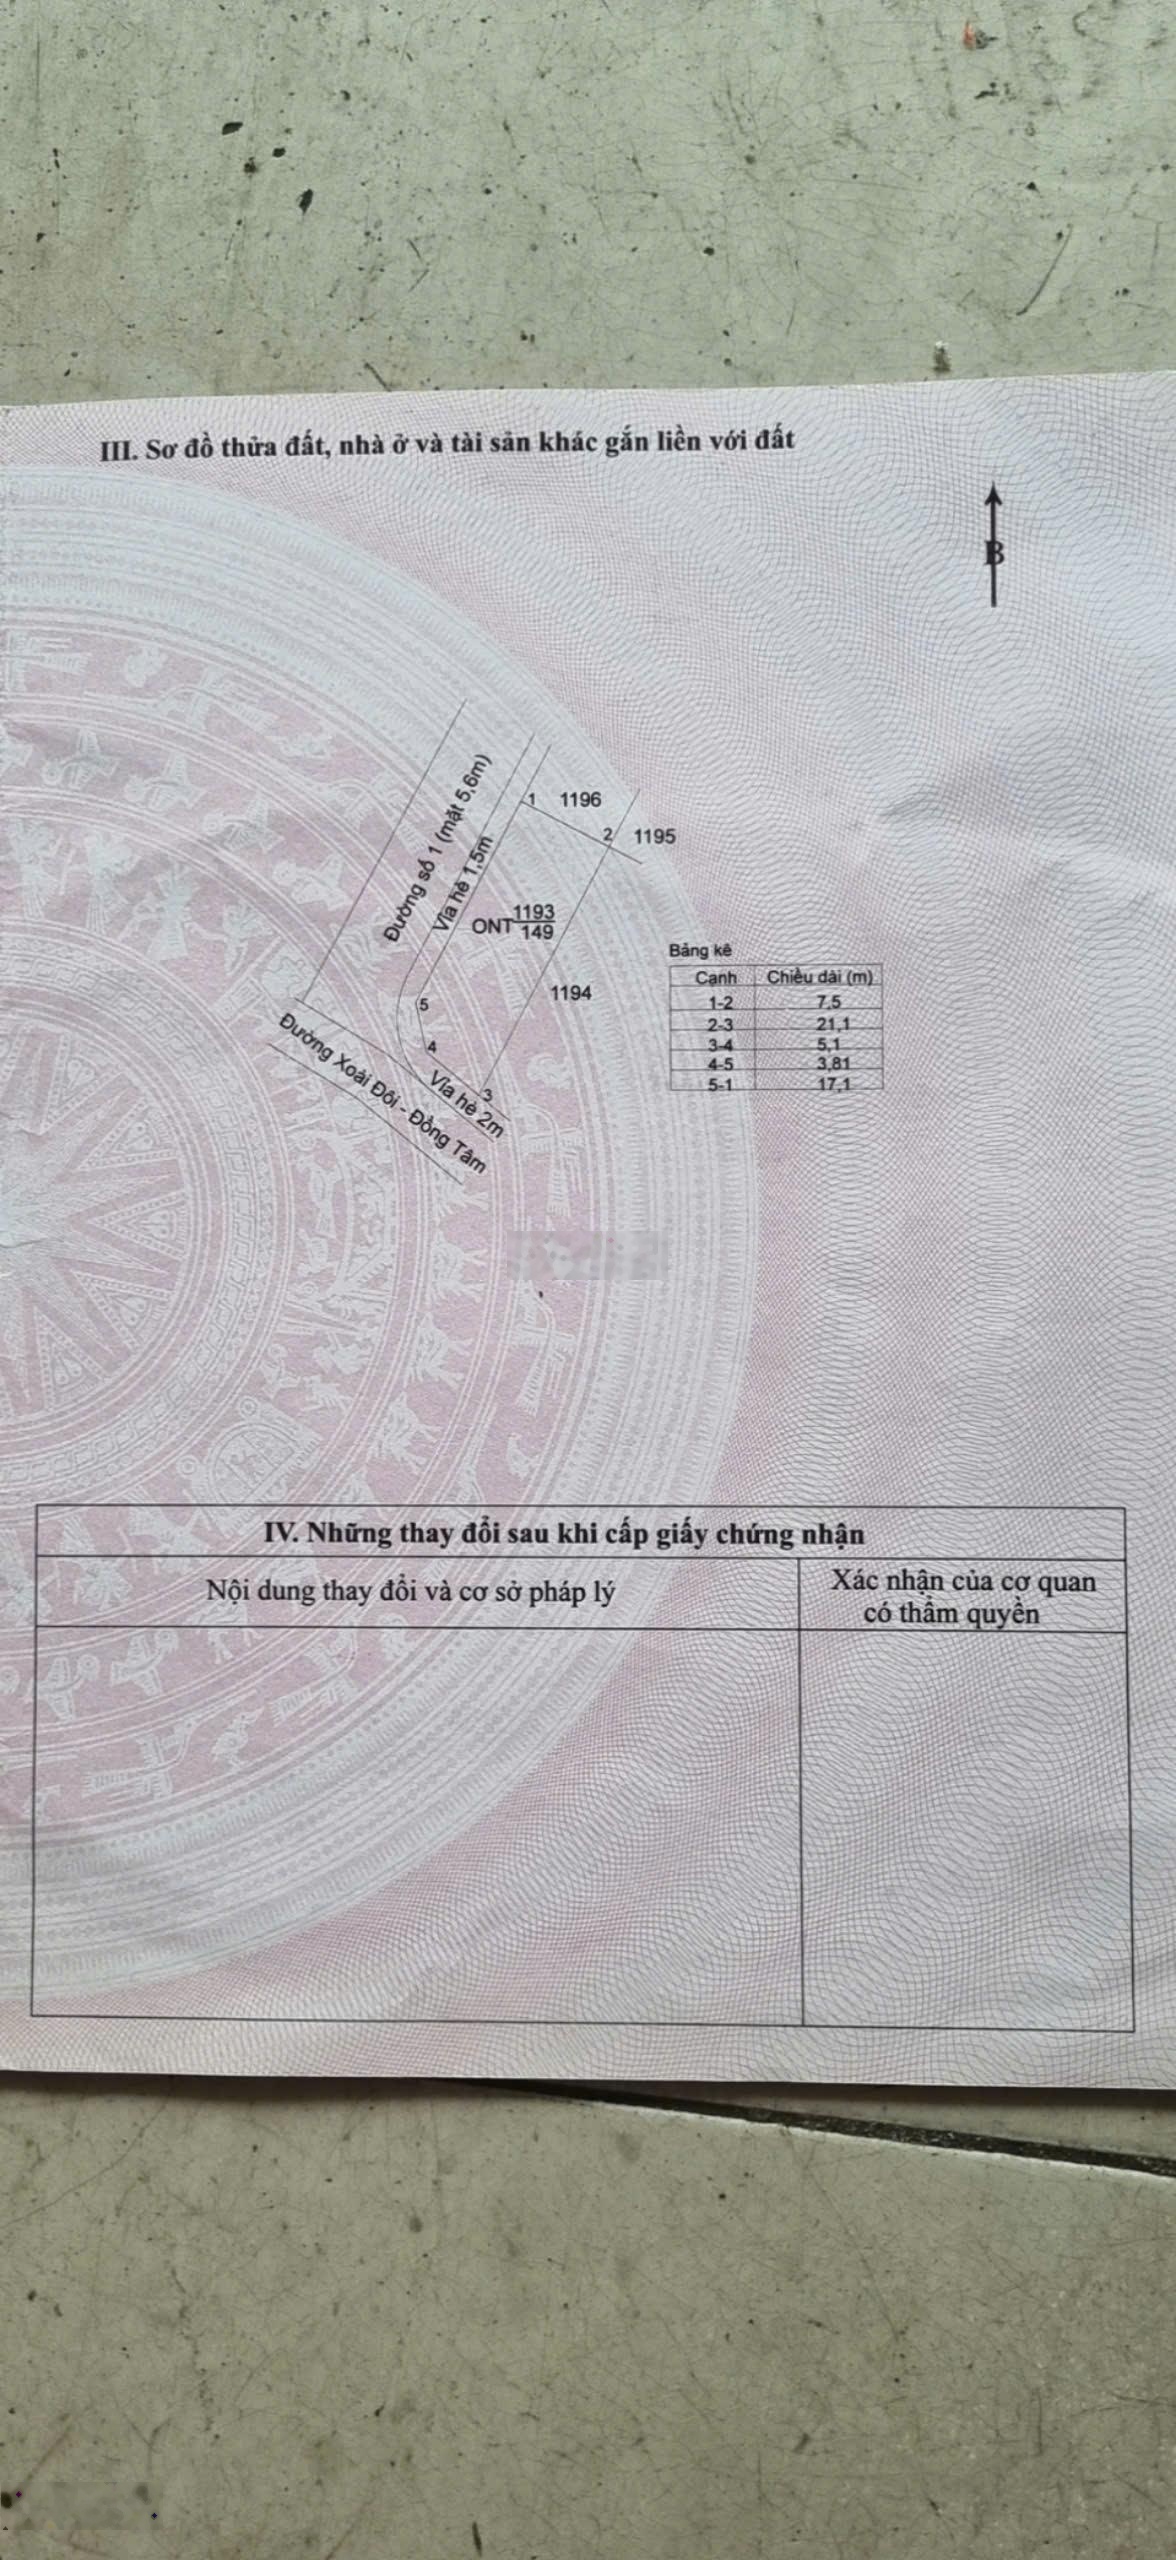 III. Sơ đồ thửa đất, nhà ở và tài sản khác gắn liền với đất
B
Đường số 1 (mặt 5,6m)
Vỉa hè 1,5m
1
1196
2
1195
ONT 1193
149
1194
5
4
3
Vỉa hè 2m
Đường Xoài Đôi - Đồng Tâm
Bảng kê
Cạnh Chiều dài (m)
1-2 7,5
2-3 21,1
3-4 5,1
4-5 3,81
5-1 17,1
IV. Những thay đổi sau khi cấp giấy chứng nhận
Nội dung thay đổi và cơ sở pháp lý
Xác nhận của cơ quan
có thẩm quyền